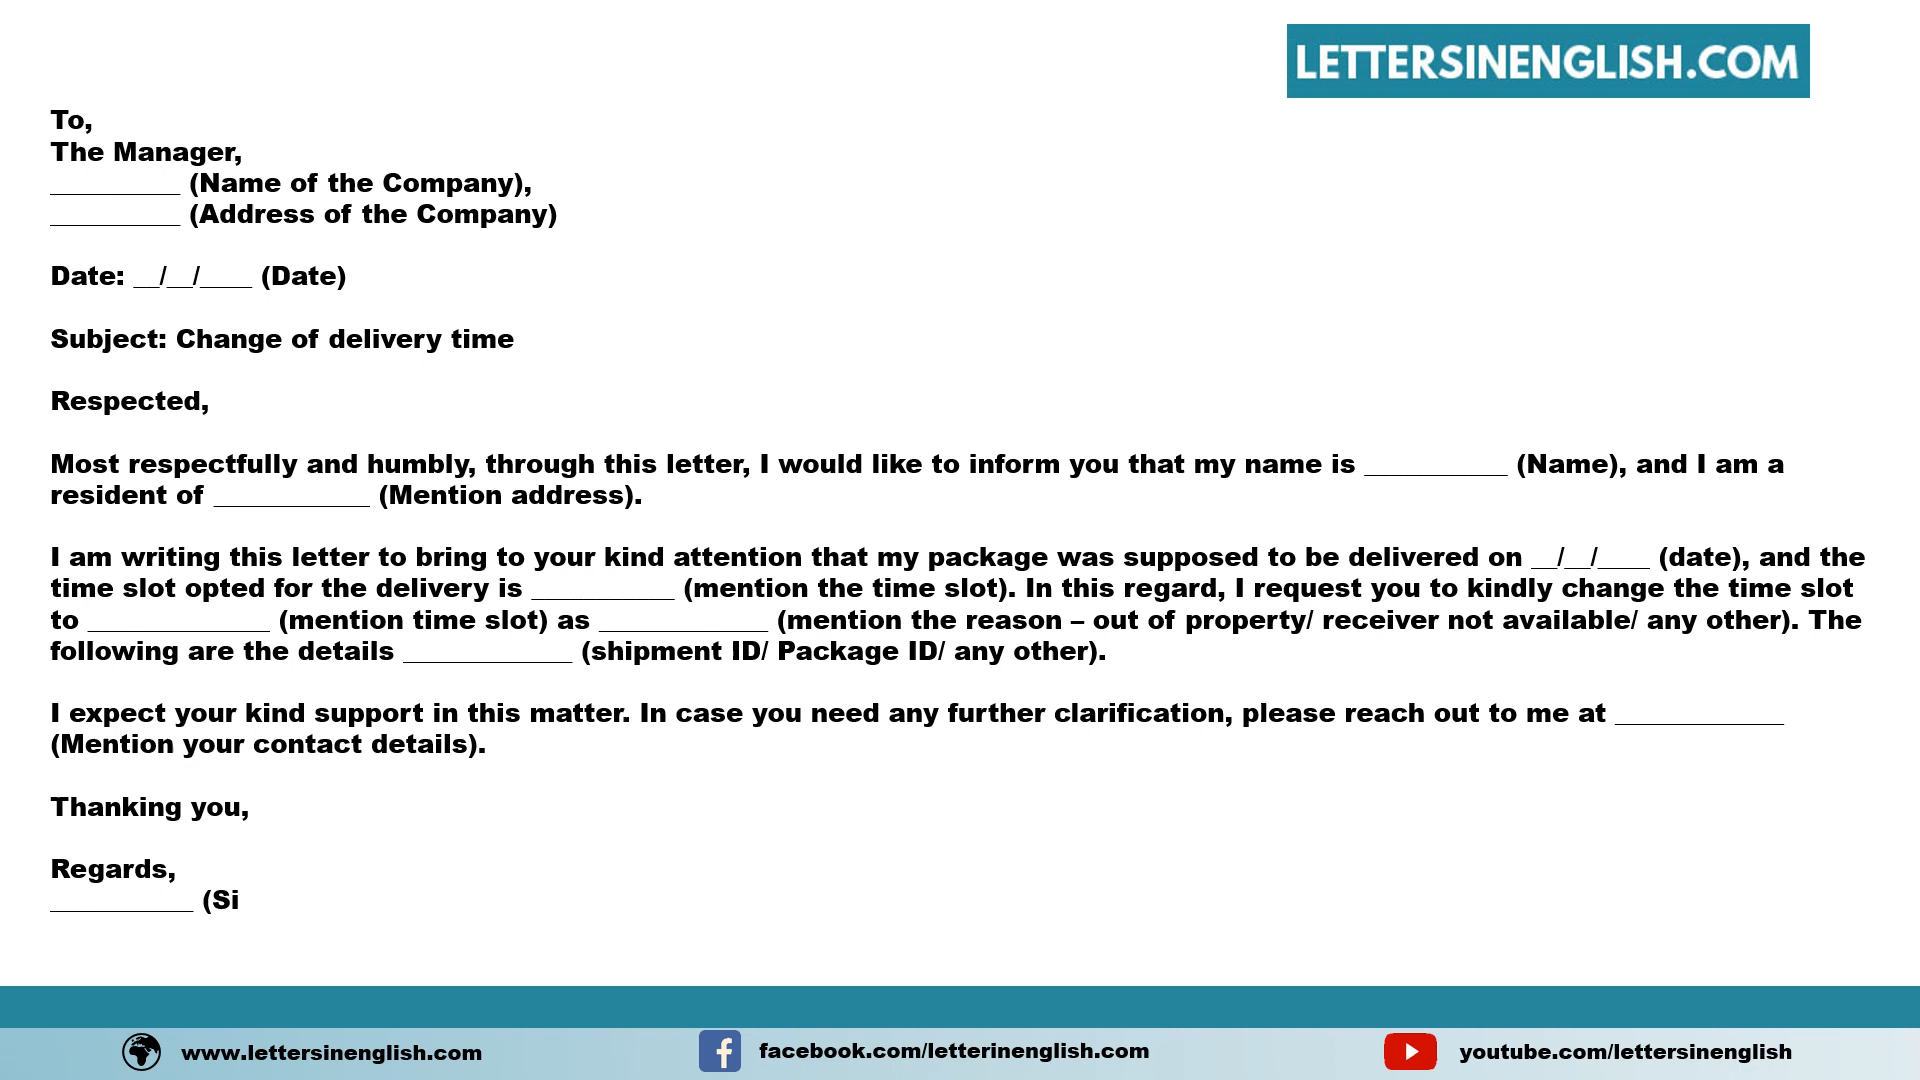 LETTERSINENGLISH.COM
To,
The Manager,
__________ (Name of the Company),
__________ (Address of the Company)
Date: __/__/____ (Date)
Subject: Change of delivery time
Respected,
Most respectfully and humbly, through this letter, I would like to inform you that my name is ___________ (Name), and I am a
resident of ____________ (Mention address).
I am writing this letter to bring to your kind attention that my package was supposed to be delivered on __/__/____ (date), and the
time slot opted for the delivery is ___________ (mention the time slot). In this regard, I request you to kindly change the time slot
to ______________ (mention time slot) as _____________ (mention the reason – out of property/ receiver not available/ any other). The
following are the details _____________ (shipment ID/ Package ID/ any other).
I expect your kind support in this matter. In case you need any further clarification, please reach out to me at _____________
(Mention your contact details).
Thanking you,
Regards,
___________ (Si
www.lettersinenglish.com
facebook.com/letterinenglish.com
youtube.com/lettersinenglish